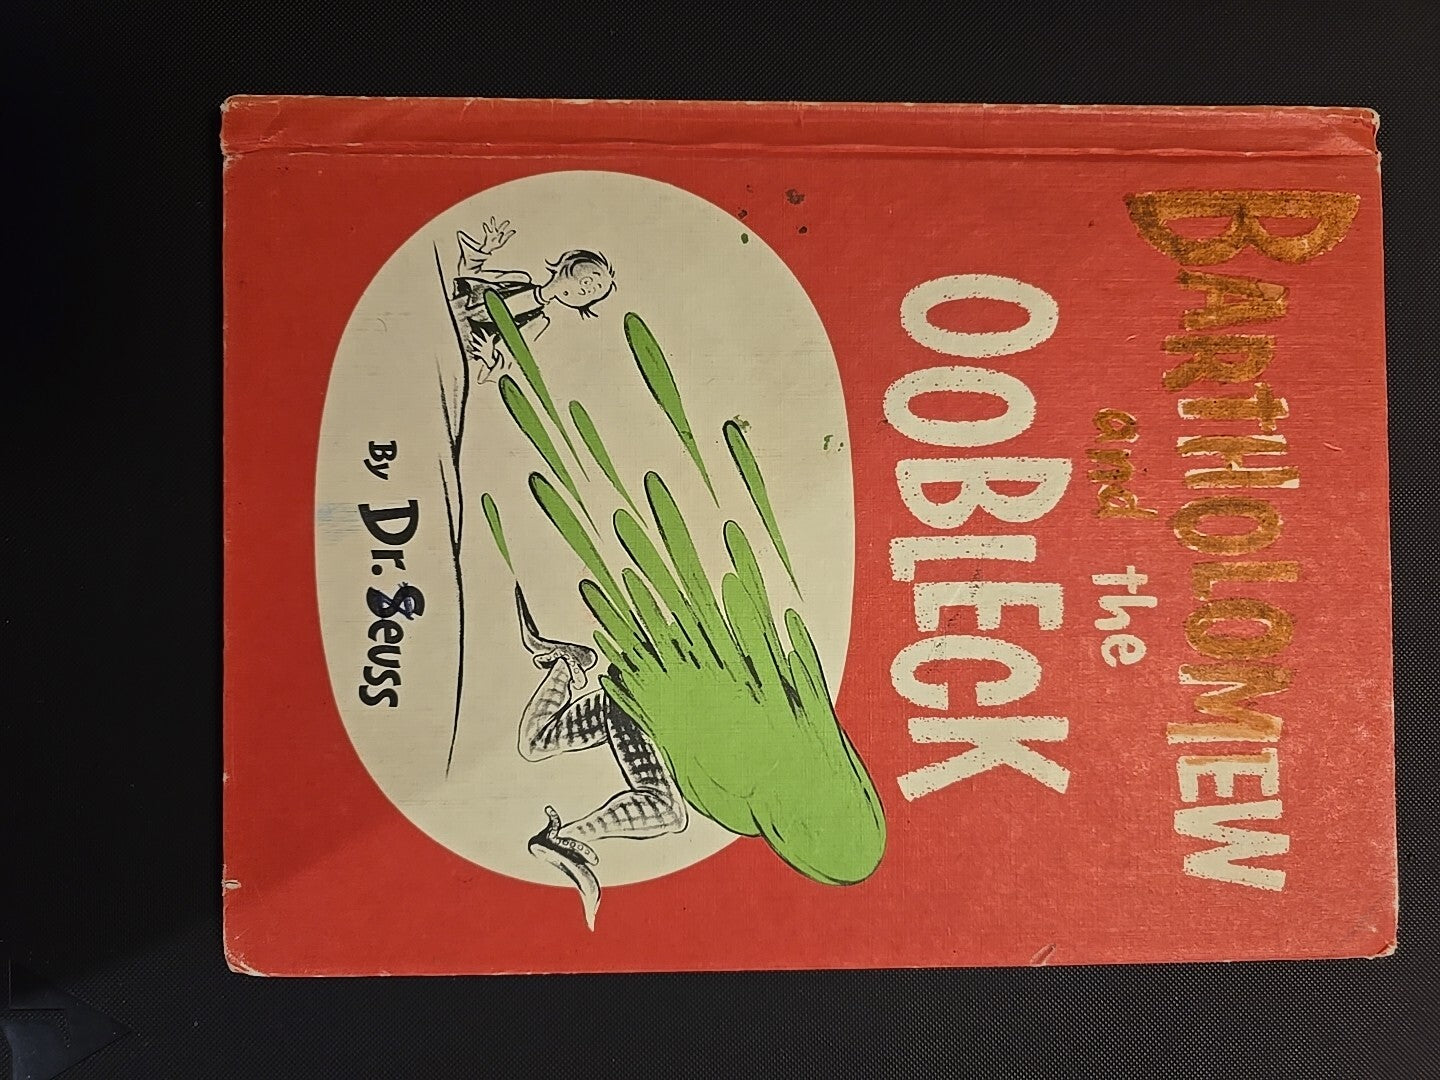 BARTHOLOMEW
and the
OOBLECK
By Dr. Seuss